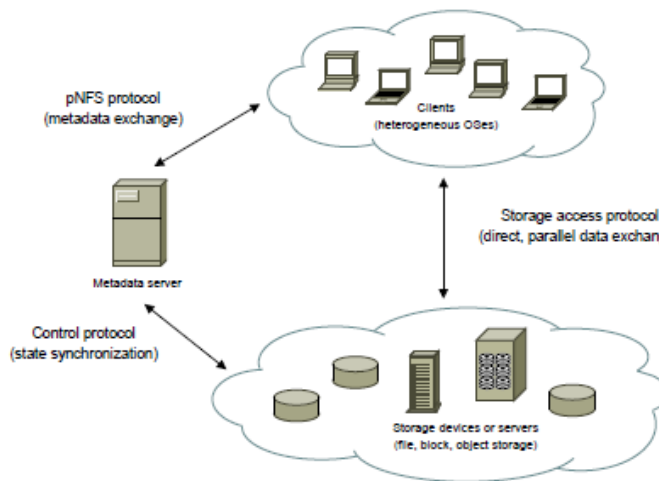 pNFS protocol
(metadata exchange)
Clients
(heterogeneous OSes)
Storage access protocol
(direct, parallel data exchan
Metadata server
Control protocol
(state synchronization)
Storage devices or servers
(file, block, object storage)